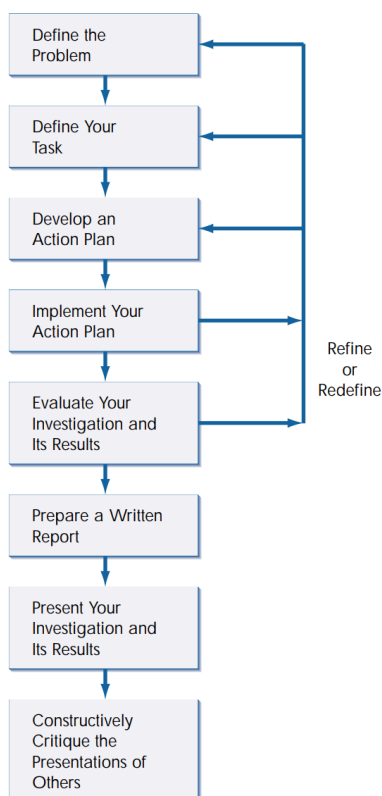 Define the
Problem
Define Your
Task
Develop an
Action Plan
Implement Your
Action Plan
Refine
or
Redefine
Evaluate Your
Investigation and
Its Results
Prepare a Written
Report
Present Your
Investigation and
Its Results
Constructively
Critique the
Presentations of
Others